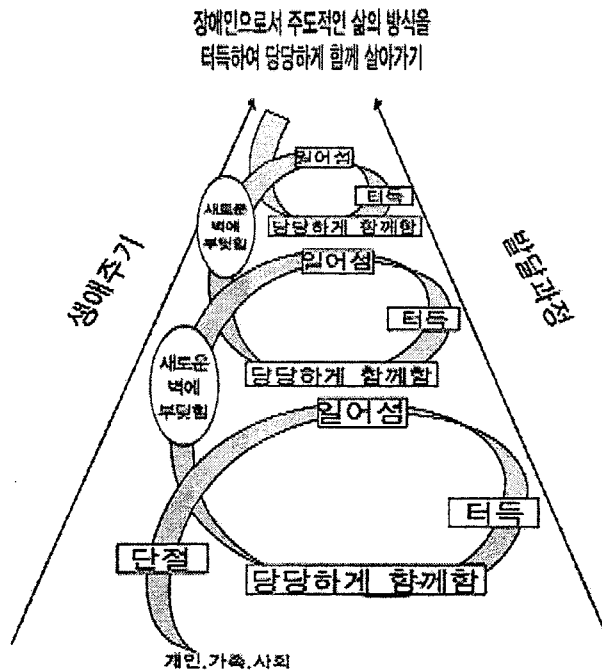 장애인으로서 주도적인 삶의 방식을
터득하여 당당하게 함께 살아가기
일어섬
터득
새로운
벽에
부딪힘
당당하게 함께함
생애주기
발달과정
일어섬
터득
새로운
벽에
부딪힘
당당하게 함께함
일어섬
터득
단절
당당하게 함께함
개인,가족,사회